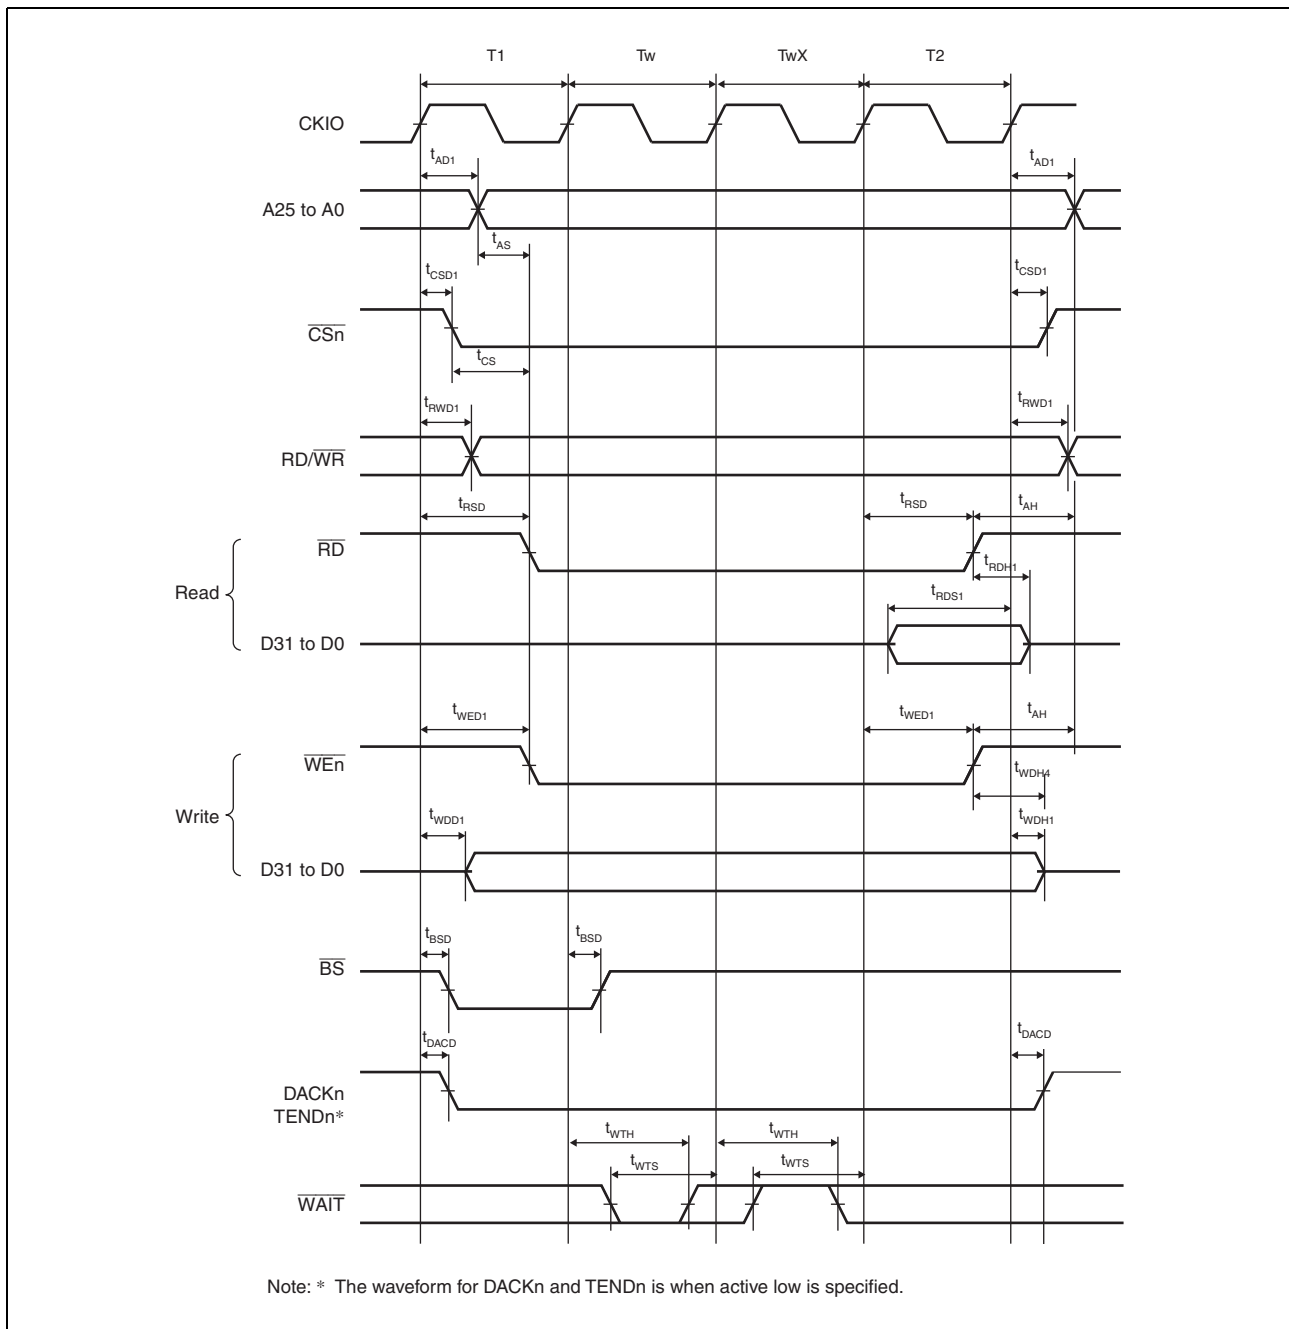 T1 Tw TwX T2
CKIO
tAD1 tAD1
A25 to A0
tAS
tCSD1 tCSD1
CSn
tCS
tRWD1 tRWD1
RD/WR
tRSD tRSD tAH
RD
tRDH1
Read
tRDS1
D31 to D0
tWED1 tWED1 tAH
WEn
tWDH4
Write
tWDD1 tWDH1
D31 to D0
tBSD tBSD
BS
tDACD tDACD
DACKn
TENDn*
tWTH tWTH
tWTS tWTS
WAIT
Note: * The waveform for DACKn and TENDn is when active low is specified.